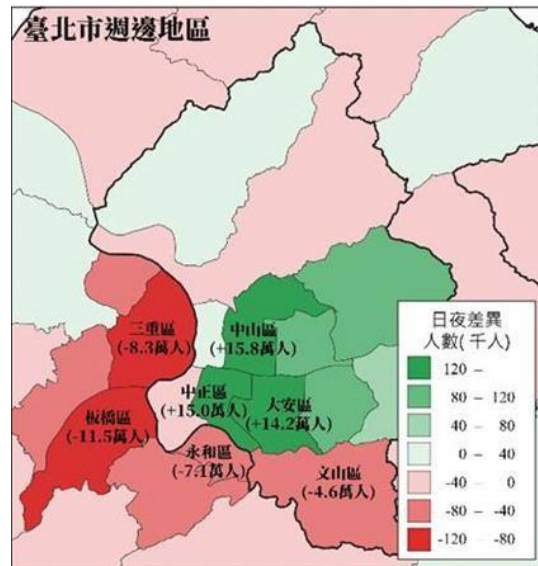 臺北市週邊地區
三重區
(-8.3萬人)
中山區
(+15.8萬人)
中正區
(+15.0萬人)
大安區
(+14.2萬人)
板橋區
(-11.5萬人)
永和區
(-7.1萬人)
文山區
(-4.6萬人)
日夜差異
人數(千人)
120 –
80 – 120
40 – 80
0 – 40
-40 – 0
-80 – -40
-120 – -80